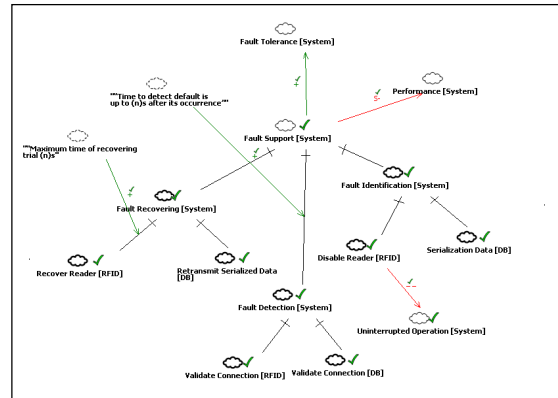 Fault Tolerance [System]
Performance [System]
""Time to detect default is
up to (n)s after its occurrence""
Fault Support [System]
""Maximum time of recovering
trial (n)s"
Fault Identification [System]
Fault Recovering [System]
Recover Reader [RFID]
Retransmit Serialized Data
[DB]
Disable Reader [RFID]
Serialization Data [DB]
Fault Detection [System]
Uninterrupted Operation [System]
Validate Connection [RFID]
Validate Connection [DB]